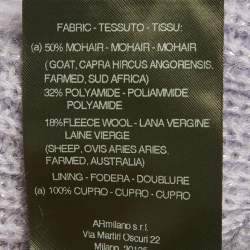 FABRIC - TESSUTO - TISSU:
(a) 50% MOHAIR - MOHAIR - MOHAIR
(GOAT, CAPRA HIRCUS ANGORENSIS,
FARMED, SUD AFRICA)
32% POLYAMIDE - POLIAMMIDE
POLYAMIDE
18%FLEECE WOOL - LANA VERGINE
LAINE VIERGE
(SHEEP, OVIS ARIES ARIES,
FARMED, AUSTRALIA)
LINING - FODERA - DOUBLURE
(a) 100% CUPRO - CUPRO - CUPRO
ARmilano s.r.l.
Via Martiri Oscuri 22
Milano, 20125